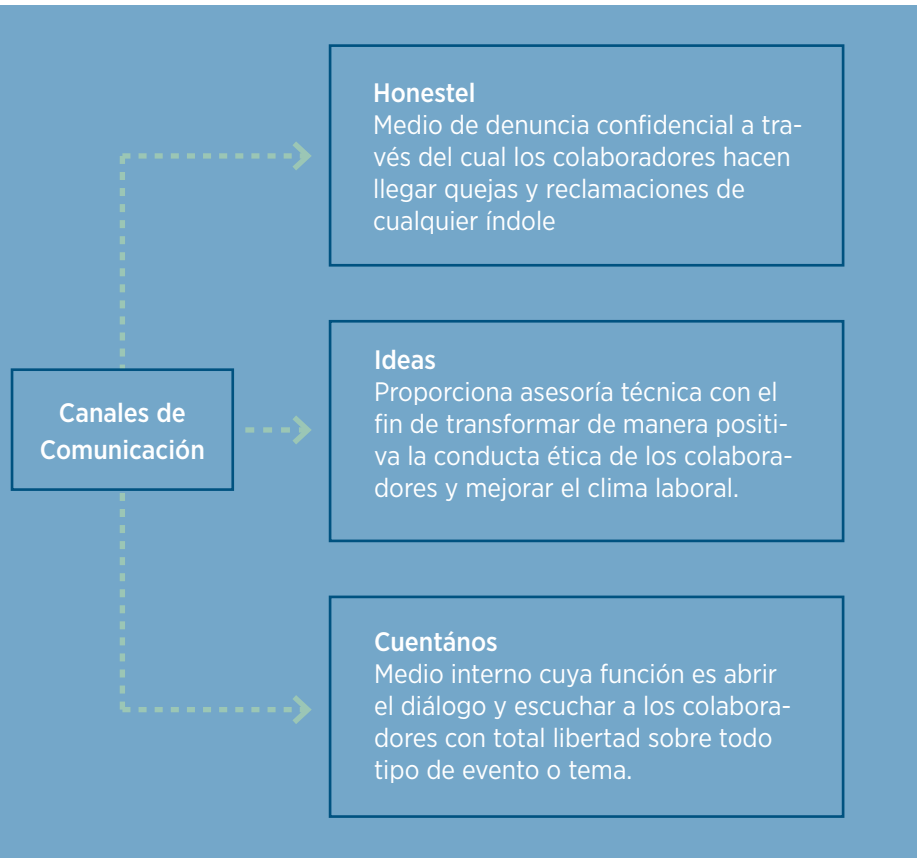 Honestel
Medio de denuncia confidencial a tra-
vés del cual los colaboradores hacen
llegar quejas y reclamaciones de
cualquier índole
Canales de
Comunicación
Ideas
Proporciona asesoría técnica con el
fin de transformar de manera positi-
va la conducta ética de los colabora-
dores y mejorar el clima laboral.
Cuentános
Medio interno cuya función es abrir
el diálogo y escuchar a los colabora-
dores con total libertad sobre todo
tipo de evento o tema.